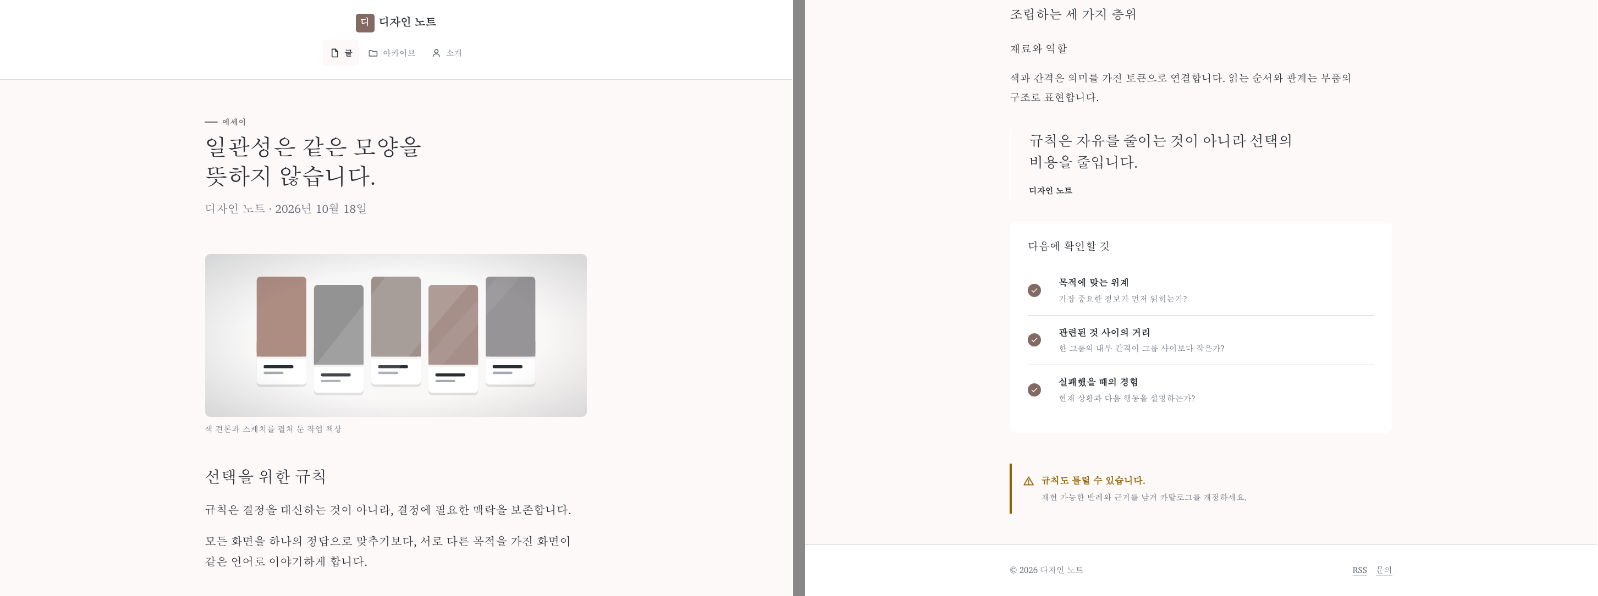 디 디자인 노트
글 아카이브 소개
에세이
일관성은 같은 모양을
뜻하지 않습니다.
디자인 노트 · 2026년 10월 18일
색 견본과 스케치를 펼쳐 둔 작업 책상
선택을 위한 규칙
규칙은 결정을 대신하는 것이 아니라, 결정에 필요한 맥락을 보존합니다.
모든 화면을 하나의 정답으로 맞추기보다, 서로 다른 목적을 가진 화면이
같은 언어로 이야기하게 합니다.
조립하는 세 가지 층위
재료와 역할
색과 간격은 의미를 가진 토큰으로 연결합니다. 읽는 순서와 관계는 부품의
구조로 표현합니다.
규칙은 자유를 줄이는 것이 아니라 선택의
비용을 줄입니다.
디자인 노트
다음에 확인할 것
목적에 맞는 위계
가장 중요한 정보가 먼저 읽히는가?
관련된 것 사이의 거리
한 그룹의 내부 간격이 그룹 사이보다 작은가?
실패했을 때의 경험
현재 상황과 다음 행동을 설명하는가?
규칙도 틀릴 수 있습니다.
재현 가능한 반례와 근거를 남겨 카탈로그를 개정하세요.
© 2026 디자인 노트
RSS 문의